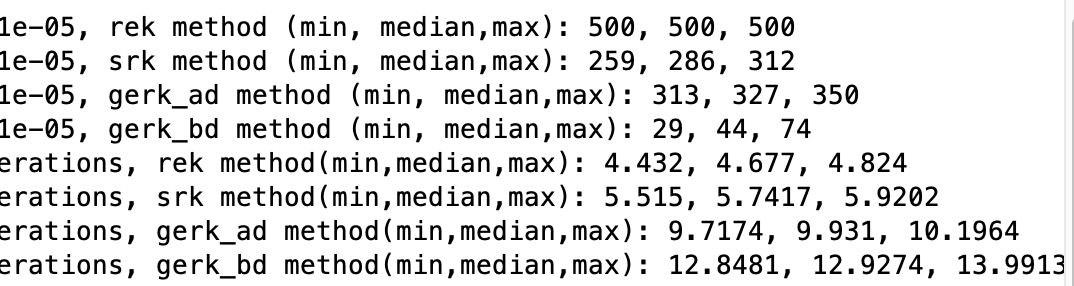 1e-05, rek method (min, median,max): 500, 500, 500
1e-05, srk method (min, median,max): 259, 286, 312
1e-05, gerk_ad method (min, median,max): 313, 327, 350
1e-05, gerk_bd method (min, median,max): 29, 44, 74
erations, rek method(min,median,max): 4.432, 4.677, 4.824
erations, srk method(min,median,max): 5.515, 5.7417, 5.9202
erations, gerk_ad method(min,median,max): 9.7174, 9.931, 10.1964
erations, gerk_bd method(min,median,max): 12.8481, 12.9274, 13.9913